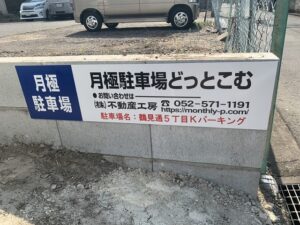 月極
駐車場
月極駐車場どっとこむ
●お問い合わせは
(株)不動産工房
☎052-571-1191
https://monthly-p.com/
駐車場名：鶴見通5丁目Kパーキング